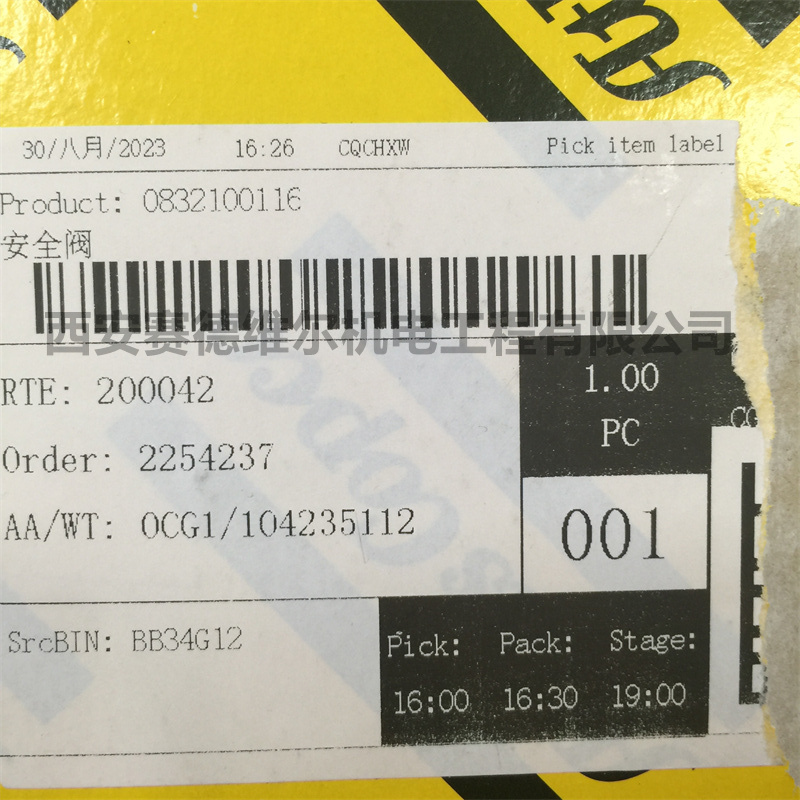 30/八月/2023 16:26 CQCHXW Pick item label
Product: 0832100116
安全阀
西安赛德维尔机电工程有限公司
RTE: 200042
1.00
PC
Order: 2254237
AA/WT: OCG1/104235112
001
SrcBIN: BB34G12
Pick: Pack: Stage:
16:00 16:30 19:00